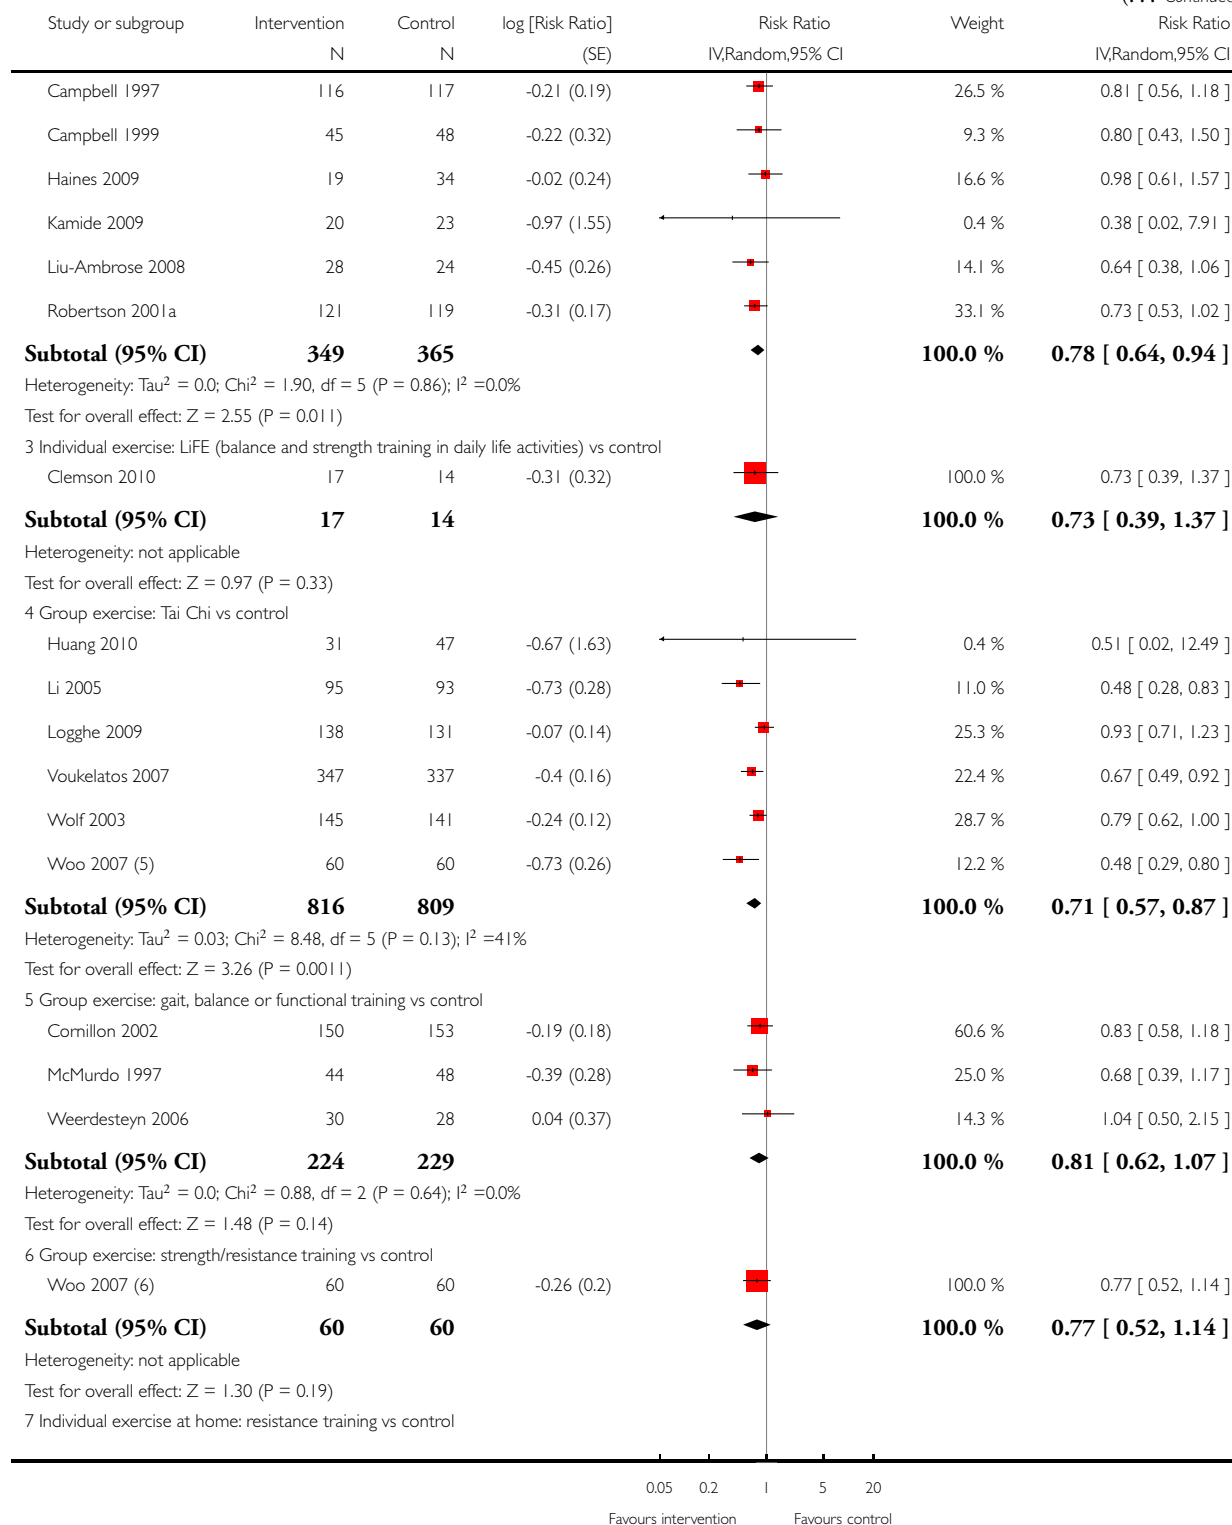 Study or subgroup Intervention Control log [Risk Ratio] Risk Ratio Weight Risk Ratio
N N (SE) IV,Random,95% CI IV,Random,95% CI
Campbell 1997 116 117 -0.21 (0.19) 26.5 % 0.81 [ 0.56, 1.18 ]
Campbell 1999 45 48 -0.22 (0.32) 9.3 % 0.80 [ 0.43, 1.50 ]
Haines 2009 19 34 -0.02 (0.24) 16.6 % 0.98 [ 0.61, 1.57 ]
Kamide 2009 20 23 -0.97 (1.55) 0.4 % 0.38 [ 0.02, 7.91 ]
Liu-Ambrose 2008 28 24 -0.45 (0.26) 14.1 % 0.64 [ 0.38, 1.06 ]
Robertson 2001a 121 119 -0.31 (0.17) 33.1 % 0.73 [ 0.53, 1.02 ]
Subtotal (95% CI) 349 365 100.0 % 0.78 [ 0.64, 0.94 ]
Heterogeneity: Tau² = 0.0; Chi² = 1.90, df = 5 (P = 0.86); I² =0.0%
Test for overall effect: Z = 2.55 (P = 0.011)
3 Individual exercise: LiFE (balance and strength training in daily life activities) vs control
Clemson 2010 17 14 -0.31 (0.32) 100.0 % 0.73 [ 0.39, 1.37 ]
Subtotal (95% CI) 17 14 100.0 % 0.73 [ 0.39, 1.37 ]
Heterogeneity: not applicable
Test for overall effect: Z = 0.97 (P = 0.33)
4 Group exercise: Tai Chi vs control
Huang 2010 31 47 -0.67 (1.63) 0.4 % 0.51 [ 0.02, 12.49 ]
Li 2005 95 93 -0.73 (0.28) 11.0 % 0.48 [ 0.28, 0.83 ]
Logghe 2009 138 131 -0.07 (0.14) 25.3 % 0.93 [ 0.71, 1.23 ]
Voukelatos 2007 347 337 -0.4 (0.16) 22.4 % 0.67 [ 0.49, 0.92 ]
Wolf 2003 145 141 -0.24 (0.12) 28.7 % 0.79 [ 0.62, 1.00 ]
Woo 2007 (5) 60 60 -0.73 (0.26) 12.2 % 0.48 [ 0.29, 0.80 ]
Subtotal (95% CI) 816 809 100.0 % 0.71 [ 0.57, 0.87 ]
Heterogeneity: Tau² = 0.03; Chi² = 8.48, df = 5 (P = 0.13); I² =41%
Test for overall effect: Z = 3.26 (P = 0.0011)
5 Group exercise: gait, balance or functional training vs control
Cornillon 2002 150 153 -0.19 (0.18) 60.6 % 0.83 [ 0.58, 1.18 ]
McMurdo 1997 44 48 -0.39 (0.28) 25.0 % 0.68 [ 0.39, 1.17 ]
Weerdesteyn 2006 30 28 0.04 (0.37) 14.3 % 1.04 [ 0.50, 2.15 ]
Subtotal (95% CI) 224 229 100.0 % 0.81 [ 0.62, 1.07 ]
Heterogeneity: Tau² = 0.0; Chi² = 0.88, df = 2 (P = 0.64); I² =0.0%
Test for overall effect: Z = 1.48 (P = 0.14)
6 Group exercise: strength/resistance training vs control
Woo 2007 (6) 60 60 -0.26 (0.2) 100.0 % 0.77 [ 0.52, 1.14 ]
Subtotal (95% CI) 60 60 100.0 % 0.77 [ 0.52, 1.14 ]
Heterogeneity: not applicable
Test for overall effect: Z = 1.30 (P = 0.19)
7 Individual exercise at home: resistance training vs control
0.05 0.2 1 5 20
Favours intervention Favours control